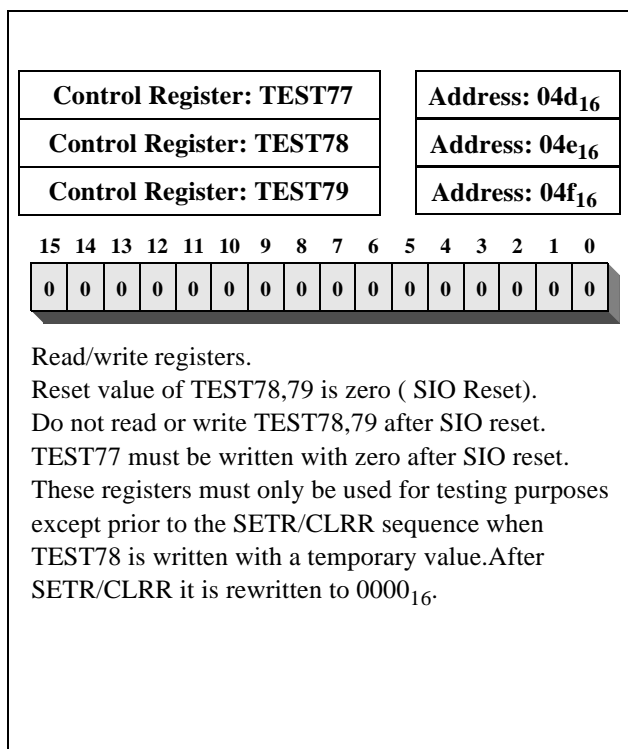 Control Register: TEST77 Address: 04d₁₆
Control Register: TEST78 Address: 04e₁₆
Control Register: TEST79 Address: 04f₁₆
15 14 13 12 11 10 9 8 7 6 5 4 3 2 1 0
0 0 0 0 0 0 0 0 0 0 0 0 0 0 0 0
Read/write registers.
Reset value of TEST78,79 is zero ( SIO Reset).
Do not read or write TEST78,79 after SIO reset.
TEST77 must be written with zero after SIO reset.
These registers must only be used for testing purposes
except prior to the SETR/CLRR sequence when
TEST78 is written with a temporary value.After
SETR/CLRR it is rewritten to 0000₁₆.